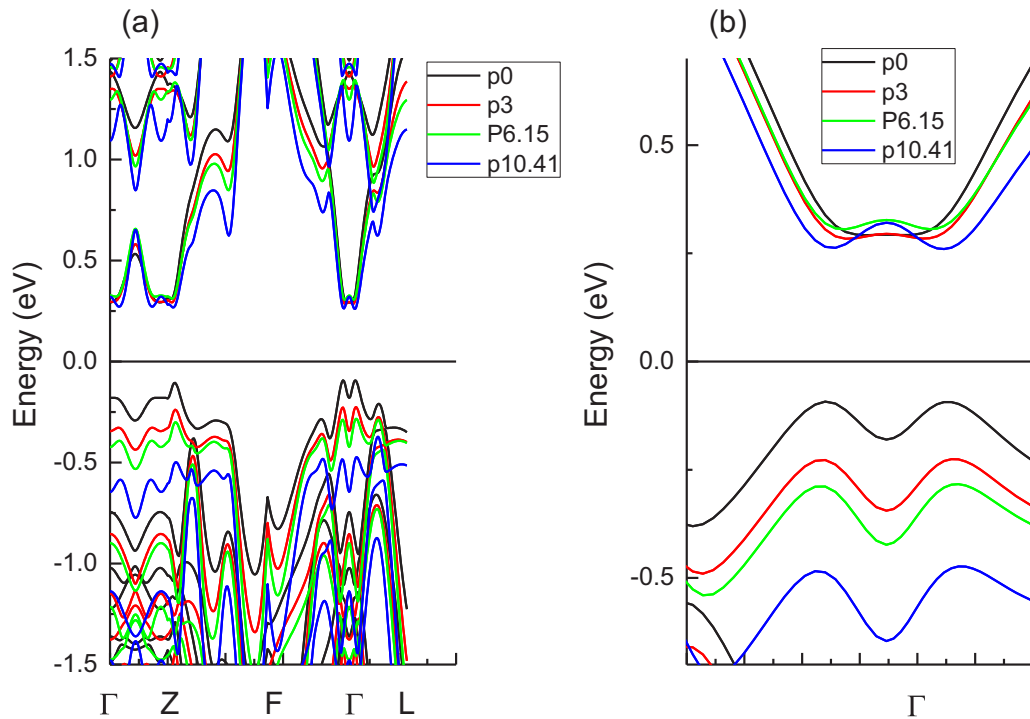 (a)
(b)
1.5
1.0
0.5
0.0
-0.5
-1.0
-1.5
Energy (eV)
Γ Z F Γ L
p0
p3
P6.15
p10.41
0.5
0.0
-0.5
Energy (eV)
Γ
p0
p3
P6.15
p10.41